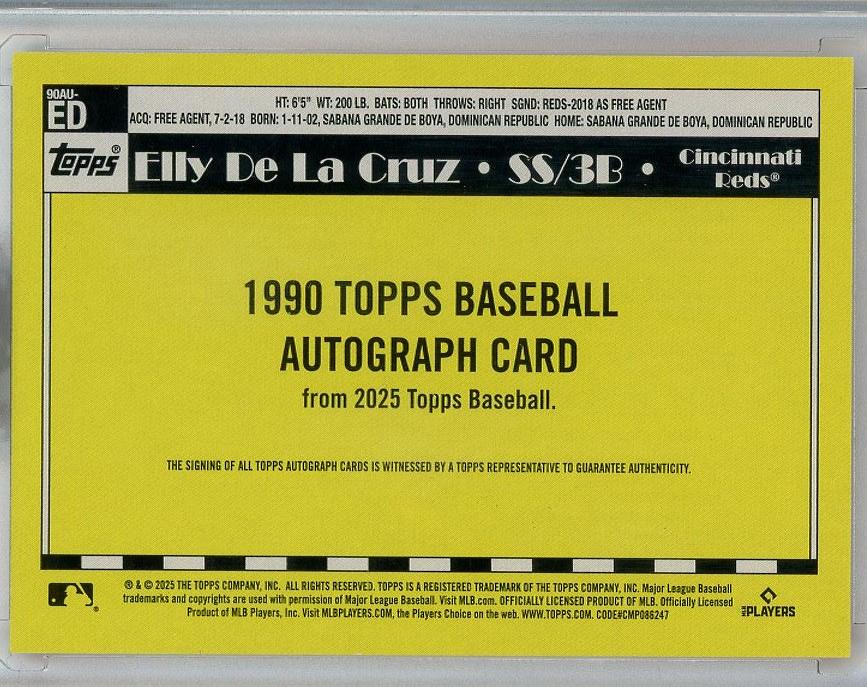 90AU-
ED
HT: 6'5" WT: 200 LB. BATS: BOTH THROWS: RIGHT SGND: REDS-2018 AS FREE AGENT
ACQ: FREE AGENT, 7-2-18 BORN: 1-11-02, SABANA GRANDE DE BOYA, DOMINICAN REPUBLIC HOME: SABANA GRANDE DE BOYA, DOMINICAN REPUBLIC
topps®
Elly De La Cruz • SS/3B •
Cincinnati
Reds®
1990 TOPPS BASEBALL
AUTOGRAPH CARD
from 2025 Topps Baseball.
THE SIGNING OF ALL TOPPS AUTOGRAPH CARDS IS WITNESSED BY A TOPPS REPRESENTATIVE TO GUARANTEE AUTHENTICITY.
® & © 2025 THE TOPPS COMPANY, INC. ALL RIGHTS RESERVED. TOPPS IS A REGISTERED TRADEMARK OF THE TOPPS COMPANY, INC. Major League Baseball
trademarks and copyrights are used with permission of Major League Baseball. Visit MLB.com. OFFICIALLY LICENSED PRODUCT OF MLB. Officially Licensed
Product of MLB Players, Inc. Visit MLBPLAYERS.COM, the Players Choice on the web. WWW.TOPPS.COM. CODE#CMP086247
®
MLB PLAYERS